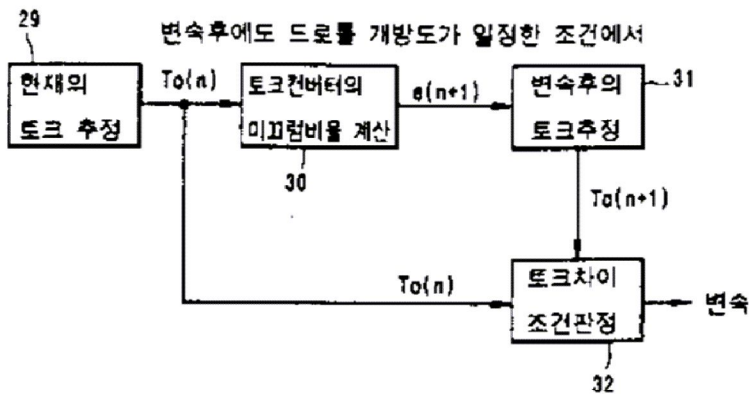 29
변속후에도 드로틀 개방도가 일정한 조건에서
현재의
토크 추정
To(n)
토크컨버터의
미끄럼비율 계산
30
e(n+1)
변속후의
토크추정
31
To(n+1)
To(n)
토크차이
조건판정
32
변속